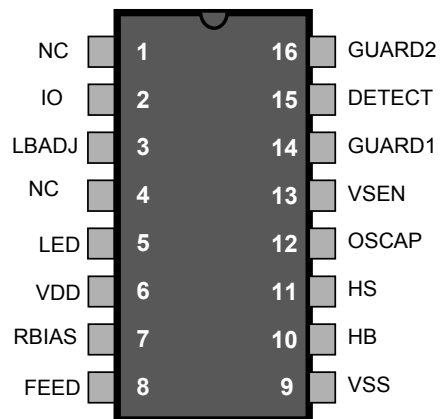 NC 1 16 GUARD2
IO 2 15 DETECT
LBADJ 3 14 GUARD1
NC 4 13 VSEN
LED 5 12 OSCAP
VDD 6 11 HS
RBIAS 7 10 HB
FEED 8 9 VSS